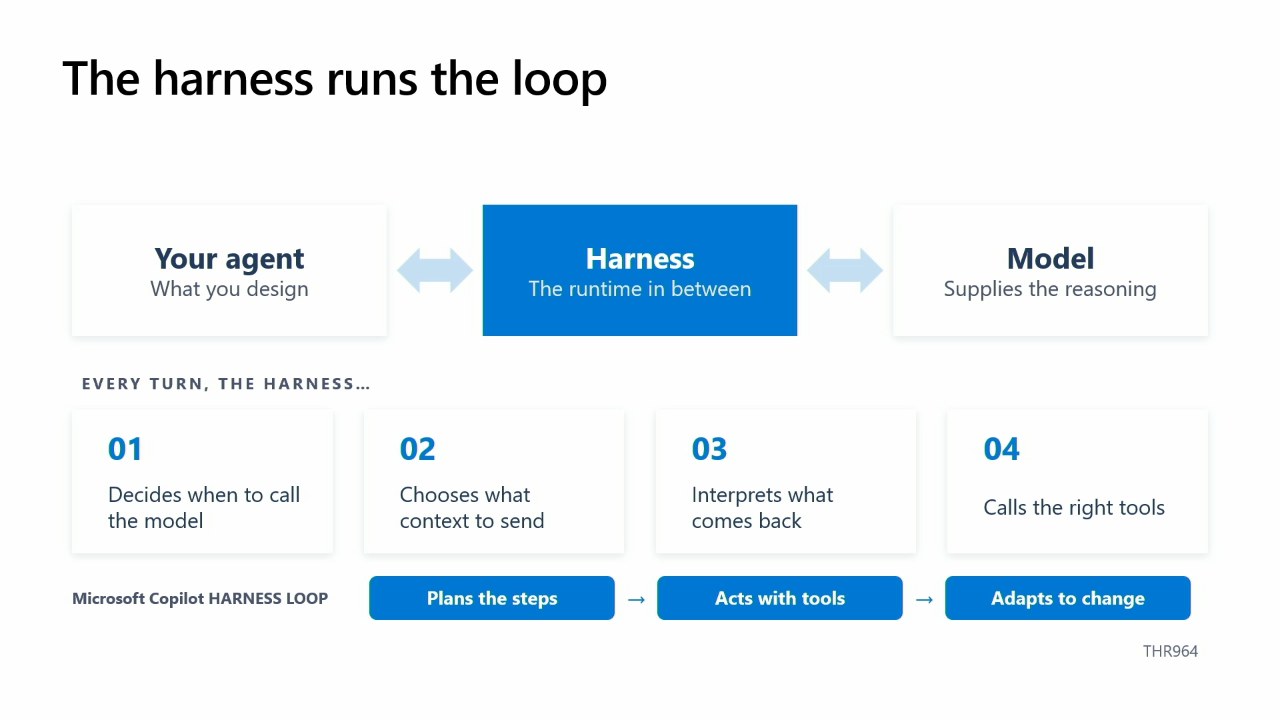 The harness runs the loop
Your agent
What you design
Harness
The runtime in between
Model
Supplies the reasoning
EVERY TURN, THE HARNESS…
01
Decides when to call
the model
02
Chooses what
context to send
03
Interprets what
comes back
04
Calls the right tools
Microsoft Copilot HARNESS LOOP
Plans the steps
→
Acts with tools
→
Adapts to change
THR964